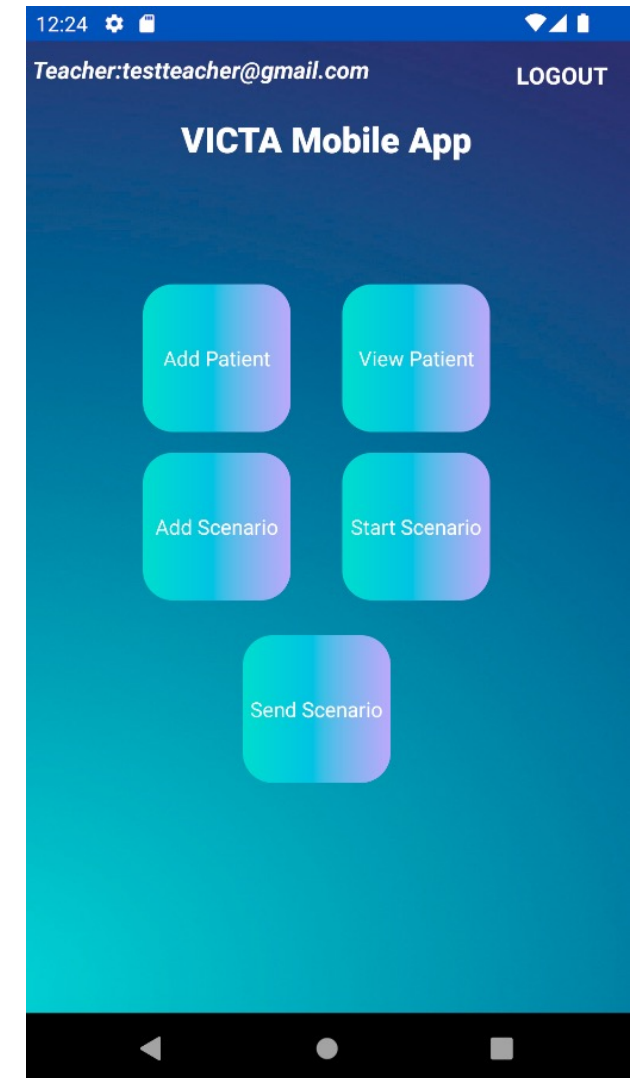 12:24
Teacher:testteacher@gmail.com
LOGOUT
VICTA Mobile App
Add Patient
View Patient
Add Scenario
Start Scenario
Send Scenario